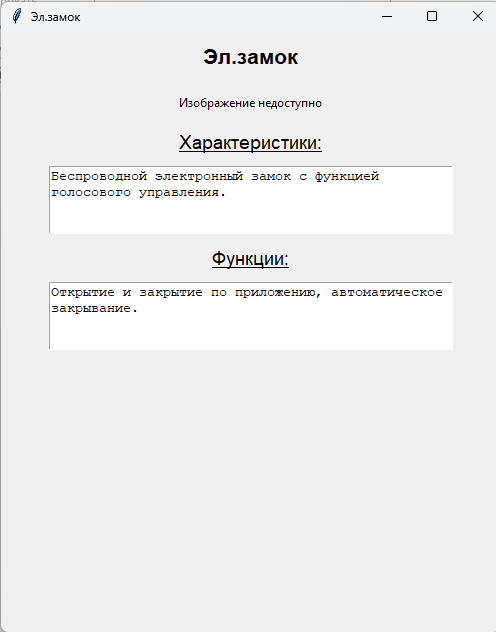 Эл.замок
Эл.замок
Изображение недоступно
Характеристики:
Беспроводной электронный замок с функцией
голосового управления.
Функции:
Открытие и закрытие по приложению, автоматическое
закрывание.